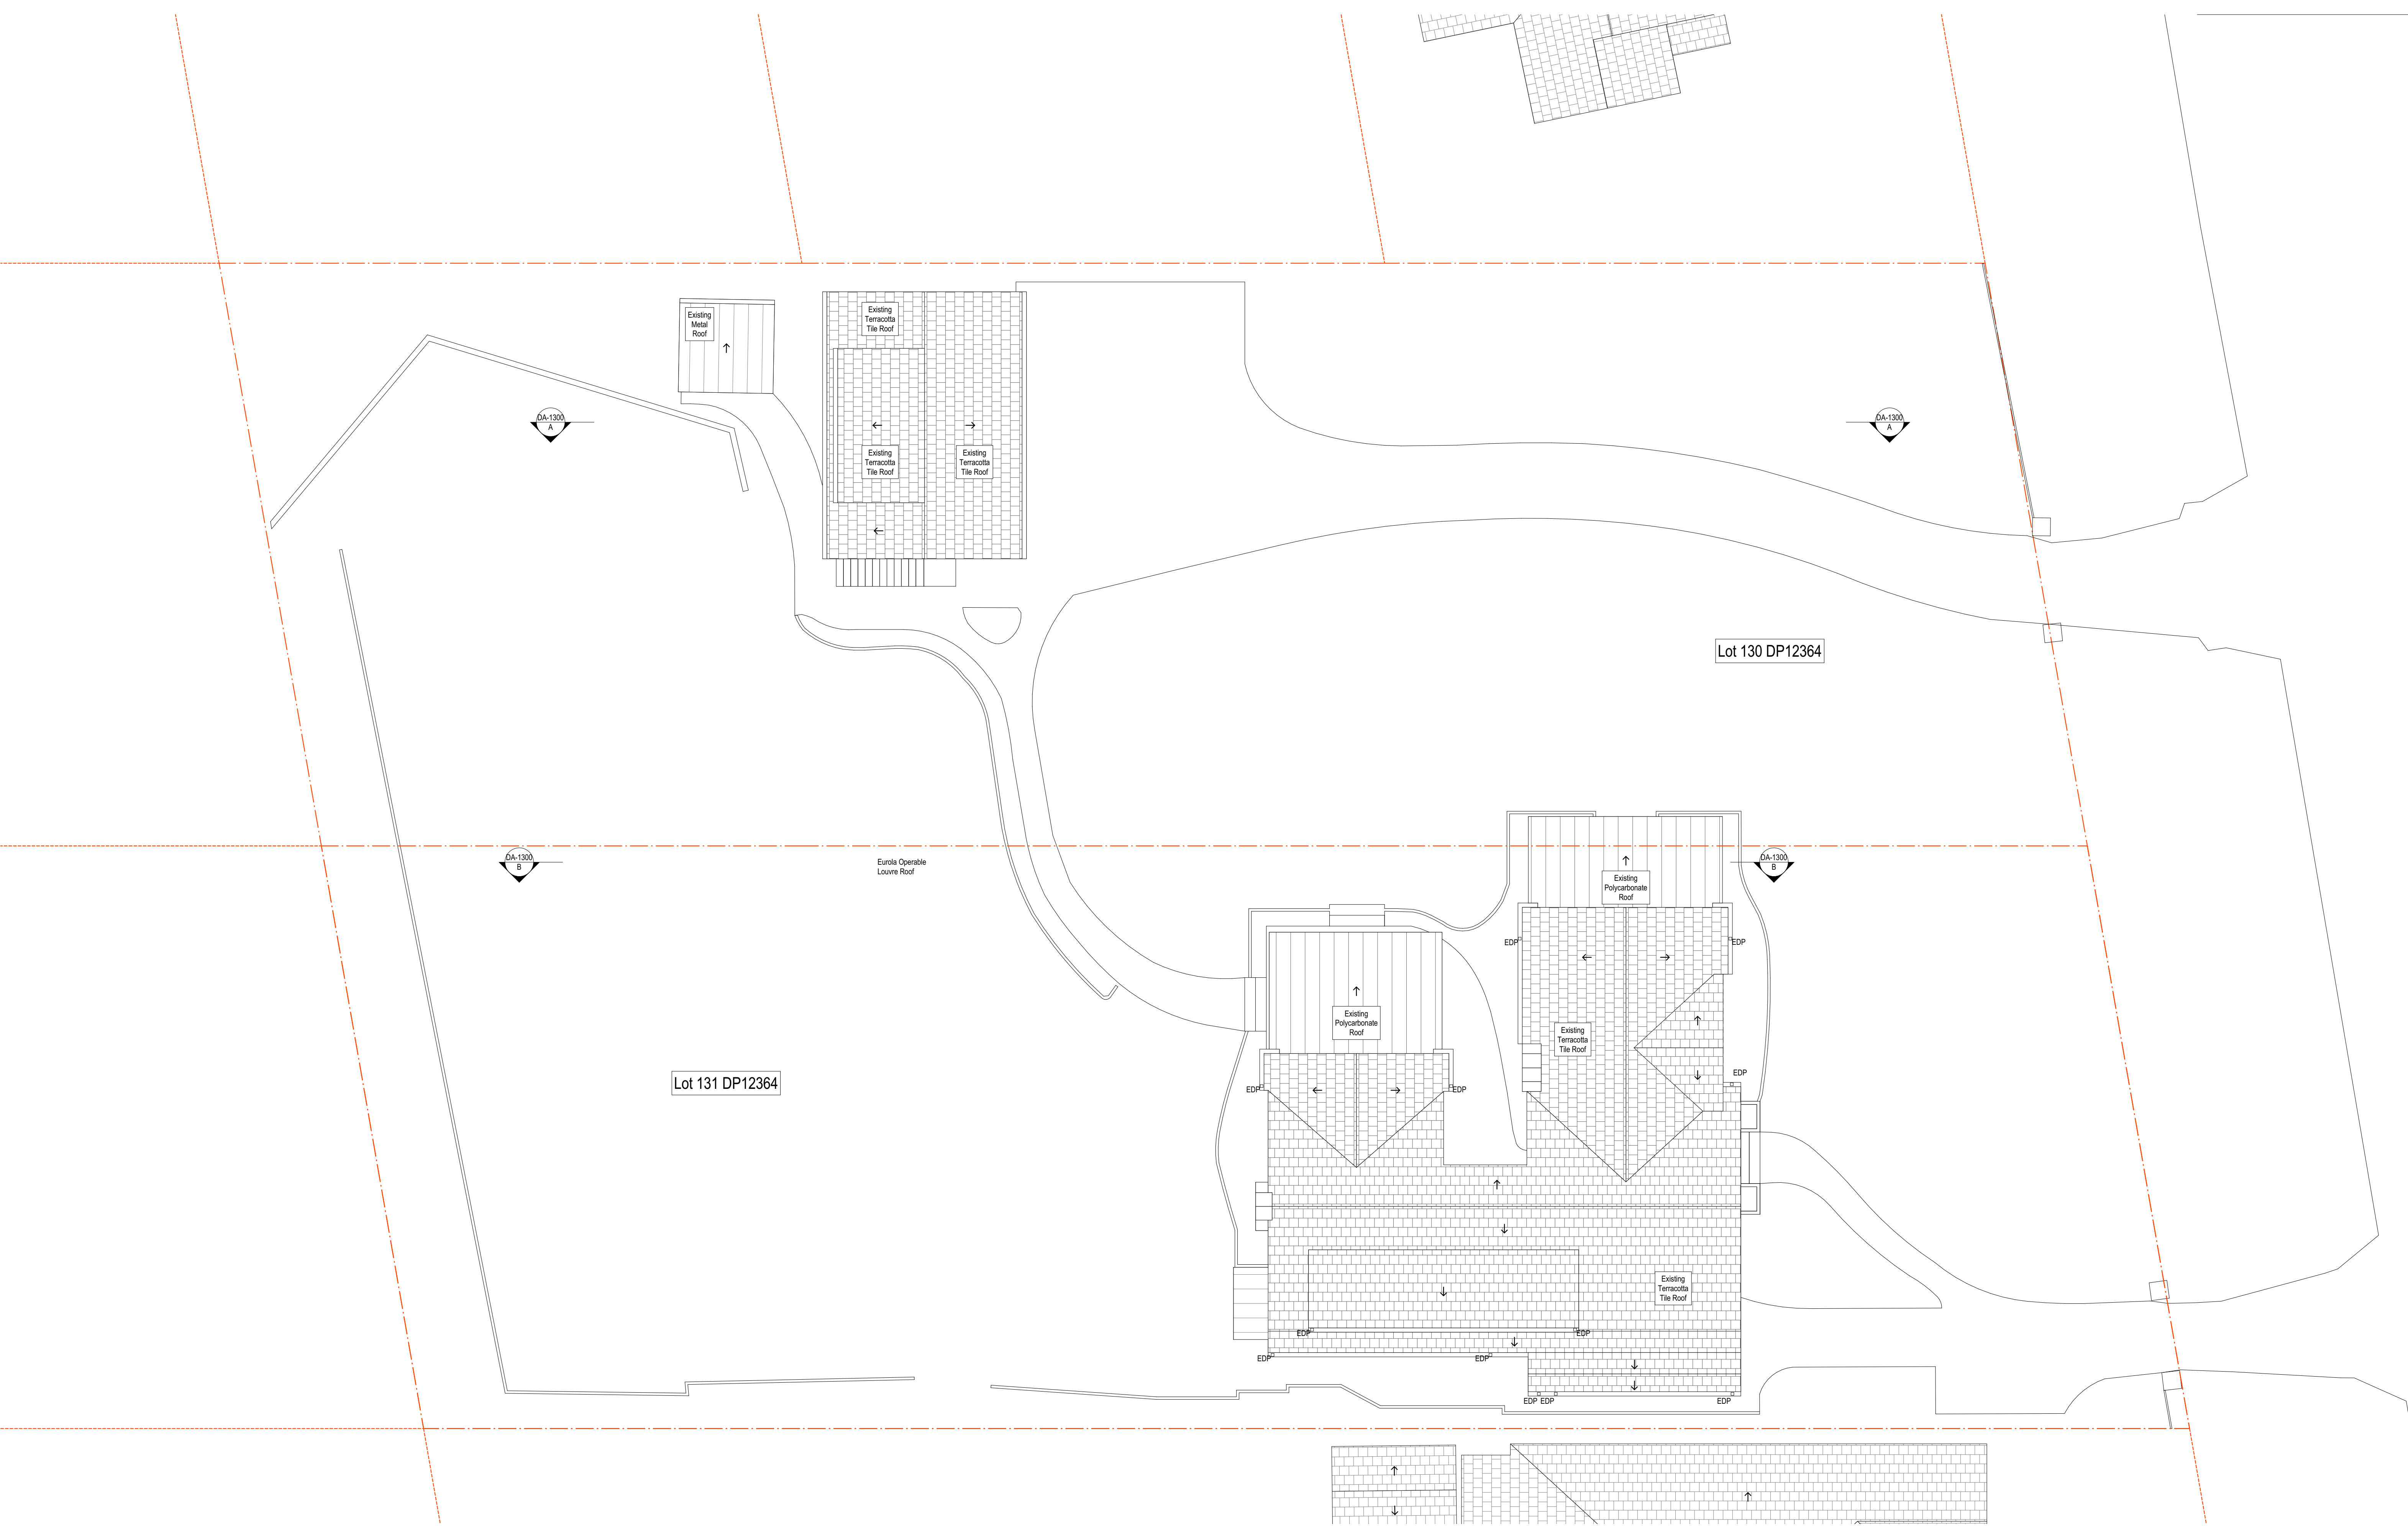 Existing
Metal
Roof
Existing
Terracotta
Tile Roof
DA-1300
A
DA-1300
A
Existing
Terracotta
Tile Roof
Existing
Terracotta
Tile Roof
Lot 130 DP12364
DA-1300
B
Eurola Operable
Louvre Roof
DA-1300
B
Existing
Polycarbonate
Roof
EDP
EDP
Existing
Polycarbonate
Roof
Existing
Terracotta
Tile Roof
Lot 131 DP12364
EDP
EDP
EDP
Existing
Terracotta
Tile Roof
EDP
EDP
EDP
EDP
EDP
EDP
EDP